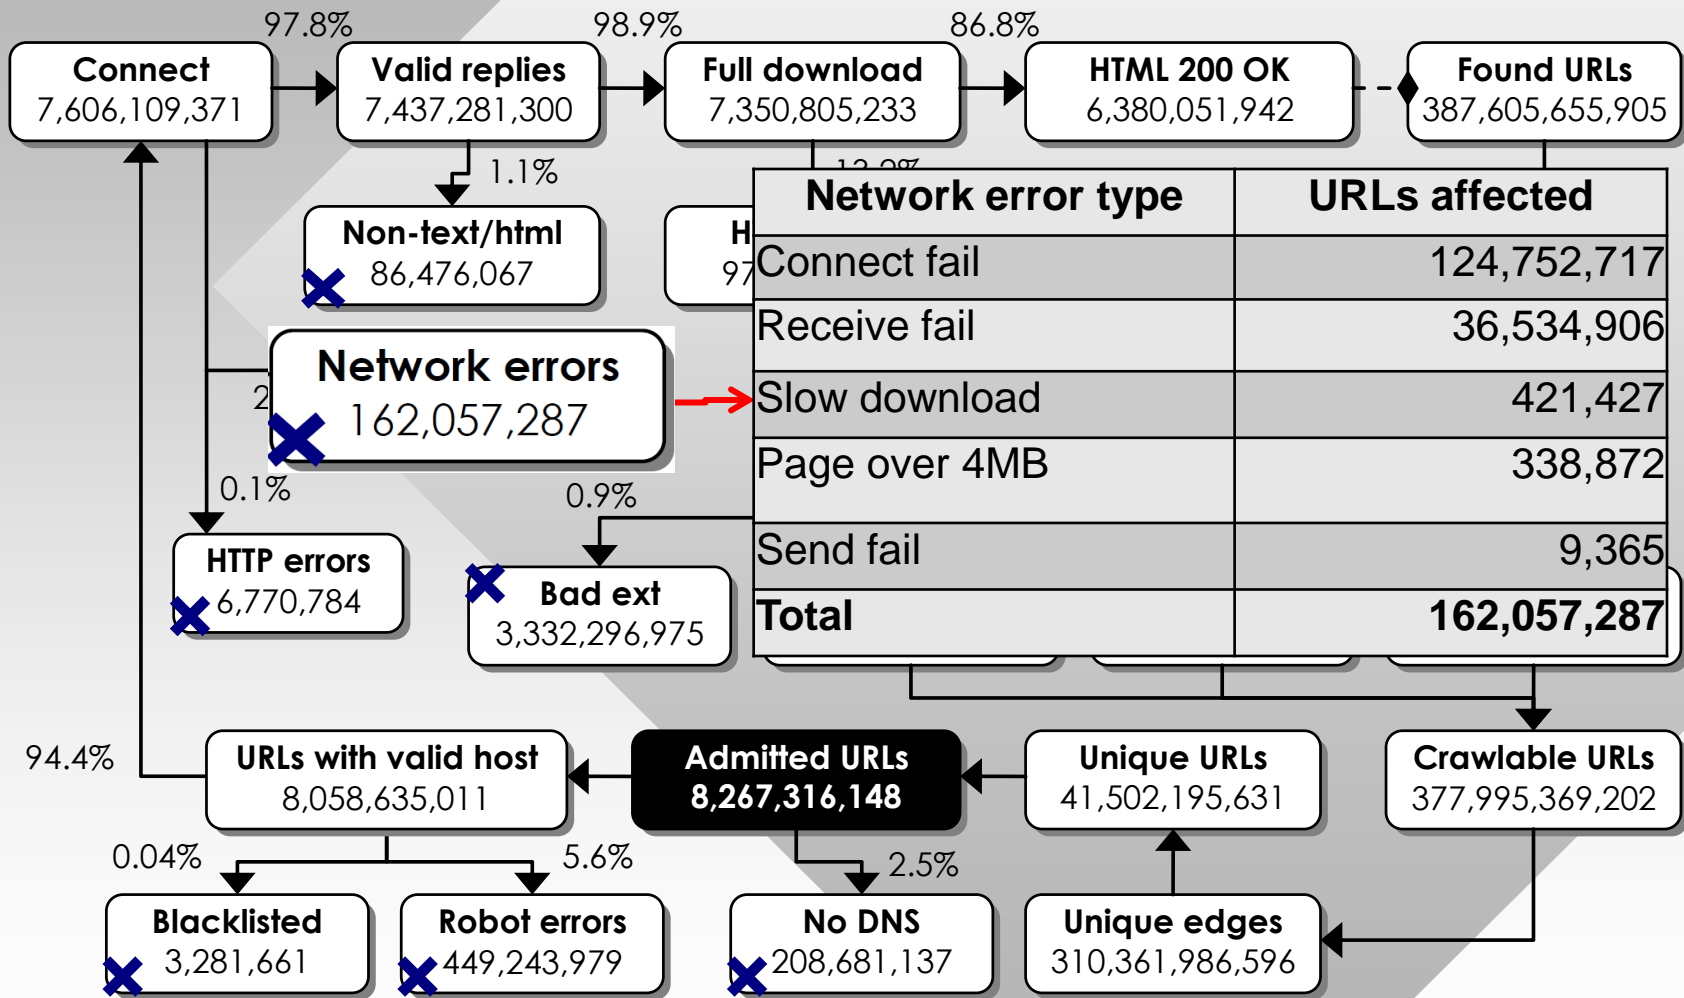 97.8%
98.9%
86.8%
Connect
7,606,109,371
Valid replies
7,437,281,300
Full download
7,350,805,233
HTML 200 OK
6,380,051,942
Found URLs
387,605,655,905
1.1%
Non-text/html
86,476,067
H
97
Network error type URLs affected
Connect fail 124,752,717
Receive fail 36,534,906
Slow download 421,427
Page over 4MB 338,872
Send fail 9,365
Total 162,057,287
Network errors
162,057,287
2
0.1%
0.9%
HTTP errors
6,770,784
Bad ext
3,332,296,975
94.4%
URLs with valid host
8,058,635,011
Admitted URLs
8,267,316,148
Unique URLs
41,502,195,631
Crawlable URLs
377,995,369,202
0.04%
5.6%
2.5%
Blacklisted
3,281,661
Robot errors
449,243,979
No DNS
208,681,137
Unique edges
310,361,986,596